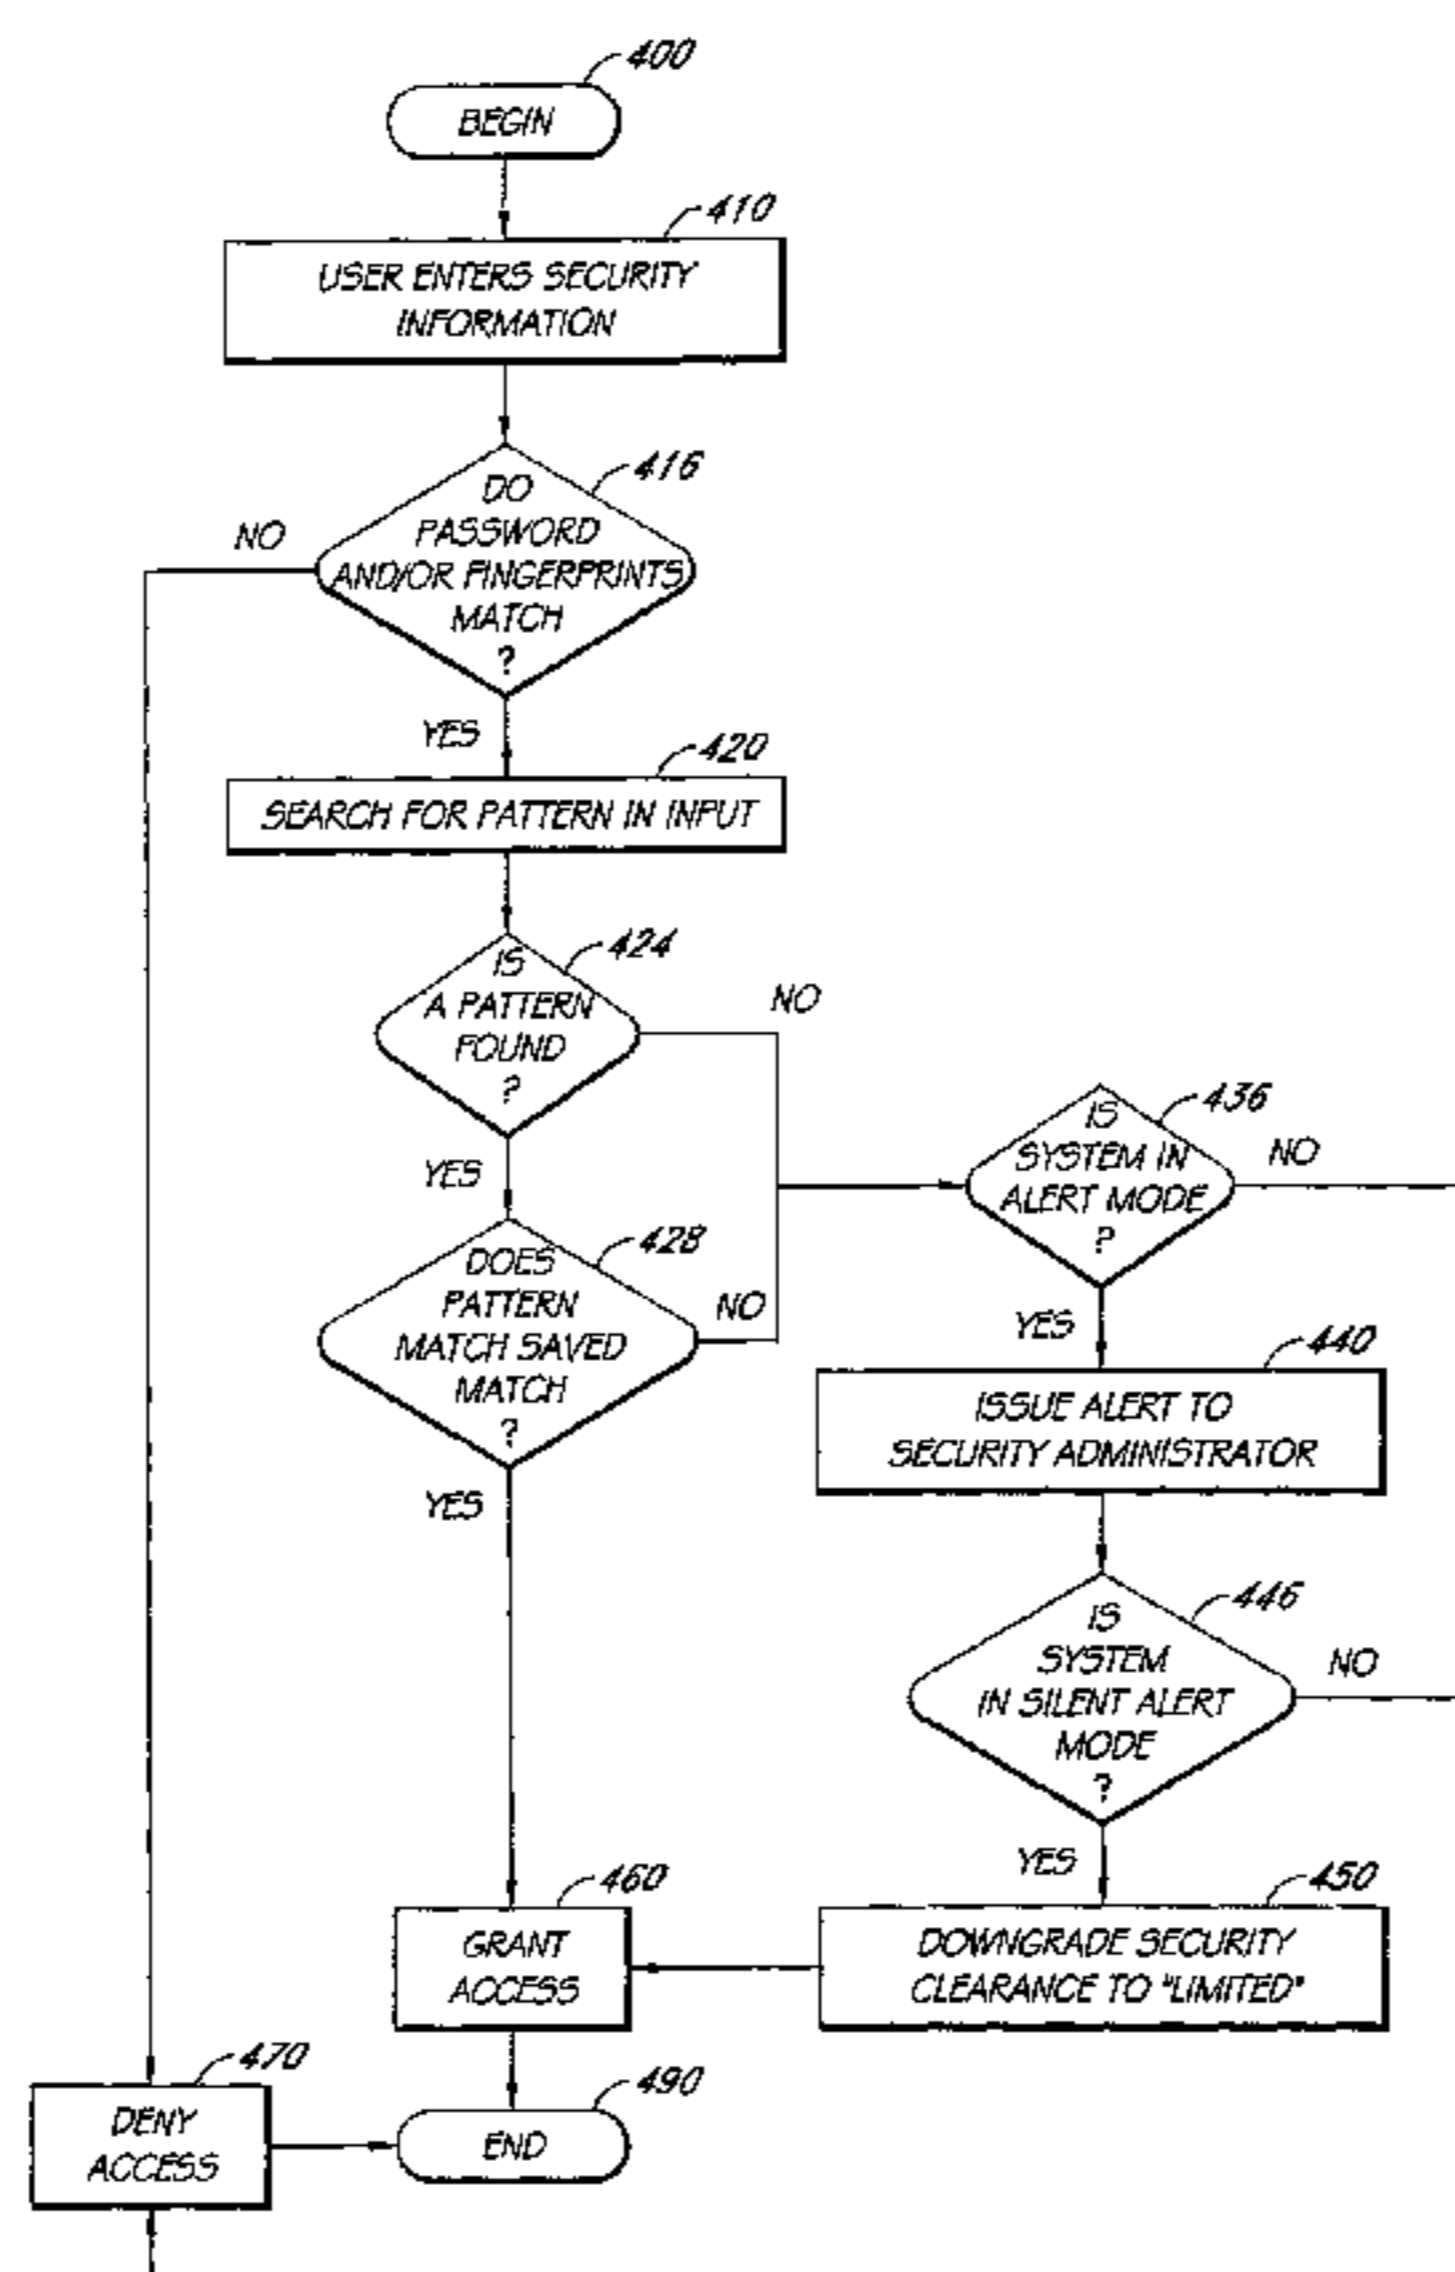 400
BEGIN
410
USER ENTERS SECURITY
INFORMATION
416
DO
PASSWORD
AND/OR FINGERPRINTS
MATCH
?
NO
YES
420
SEARCH FOR PATTERN IN INPUT
424
IS
A PATTERN
FOUND
?
NO
YES
428
DOES
PATTERN
MATCH SAVED
MATCH
?
NO
YES
436
IS
SYSTEM IN
ALERT MODE
?
NO
YES
440
ISSUE ALERT TO
SECURITY ADMINISTRATOR
446
IS
SYSTEM
IN SILENT ALERT
MODE
?
NO
YES
450
DOWNGRADE SECURITY
CLEARANCE TO "LIMITED"
460
GRANT
ACCESS
470
DENY
ACCESS
490
END